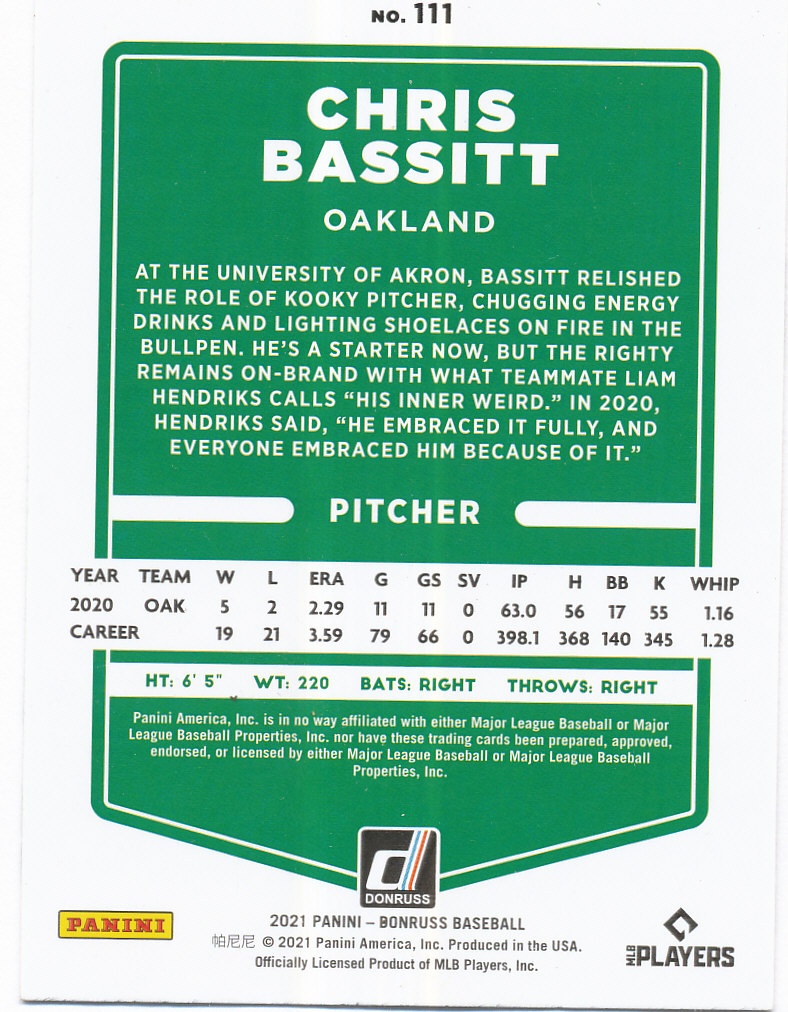 NO. 111
CHRIS
BASSITT
OAKLAND
AT THE UNIVERSITY OF AKRON, BASSITT RELISHED
THE ROLE OF KOOKY PITCHER, CHUGGING ENERGY
DRINKS AND LIGHTING SHOELACES ON FIRE IN THE
BULLPEN. HE'S A STARTER NOW, BUT THE RIGHTY
REMAINS ON-BRAND WITH WHAT TEAMMATE LIAM
HENDRIKS CALLS “HIS INNER WEIRD.” IN 2020,
HENDRIKS SAID, “HE EMBRACED IT FULLY, AND
EVERYONE EMBRACED HIM BECAUSE OF IT.”
PITCHER
YEAR TEAM W L ERA G GS SV IP H BB K WHIP
2020 OAK 5 2 2.29 11 11 0 63.0 56 17 55 1.16
CAREER 19 21 3.59 79 66 0 398.1 368 140 345 1.28
HT: 6' 5" WT: 220 BATS: RIGHT THROWS: RIGHT
Panini America, Inc. is in no way affiliated with either Major League Baseball or Major
League Baseball Properties, Inc. nor have these trading cards been prepared, approved,
endorsed, or licensed by either Major League Baseball or Major League Baseball
Properties, Inc.
d
DONRUSS
PANINI
2021 PANINI – DONRUSS BASEBALL
帕尼尼 © 2021 Panini America, Inc. Produced in the USA.
Officially Licensed Product of MLB Players, Inc.
MLB PLAYERS